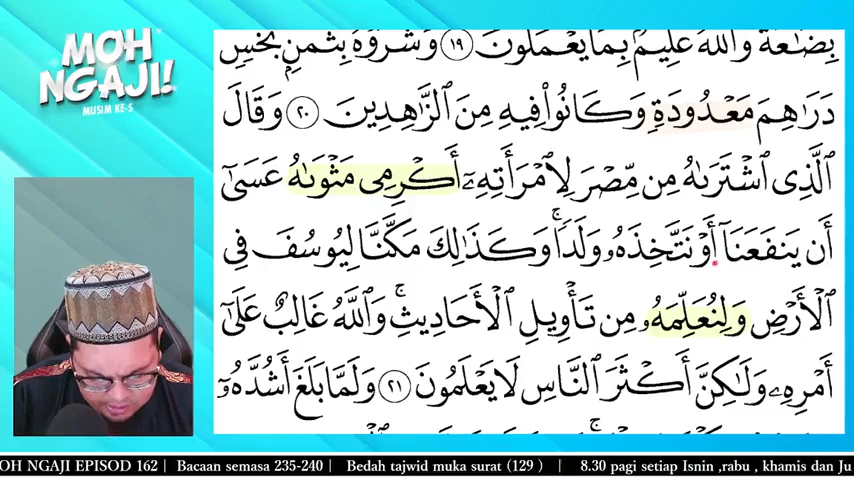 MOH
NGAJI!
MUSIM KE-5
بِضَٰعَةً وَٱللَّهُ عَلِيمٌۢ بِمَا يَعْمَلُونَ ١٩ وَشَرَوْهُ بِثَمَنٍۭ بَخْسٍ
دَرَٰهِمَ مَعْدُودَةٍ وَكَانُوا۟ فِيهِ مِنَ ٱلزَّٰهِدِينَ ٢٠ وَقَالَ
ٱلَّذِى ٱشْتَرَىٰهُ مِن مِّصْرَ لِٱمْرَأَتِهِۦٓ أَكْرِمِى مَثْوَىٰهُ عَسَىٰٓ
أَن يَنفَعَنَآ أَوْ نَتَّخِذَهُۥ وَلَدًا ۚ وَكَذَٰلِكَ مَكَّنَّا لِيُوسُفَ فِى
ٱلْأَرْضِ وَلِنُعَلِّمَهُۥ مِن تَأْوِيلِ ٱلْأَحَادِيثِ ۚ وَٱللَّهُ غَالِبٌ عَلَىٰٓ
أَمْرِهِۦ وَلَٰكِنَّ أَكْثَرَ ٱلنَّاسِ لَا يَعْلَمُونَ ٢١ وَلَمَّا بَلَغَ أَشُدَّهُۥٓ
OH NGAJI EPISOD 162 | Bacaan semasa 235-240 | Bedah tajwid muka surat (129 ) | 8.30 pagi setiap Isnin ,rabu , khamis dan Ju